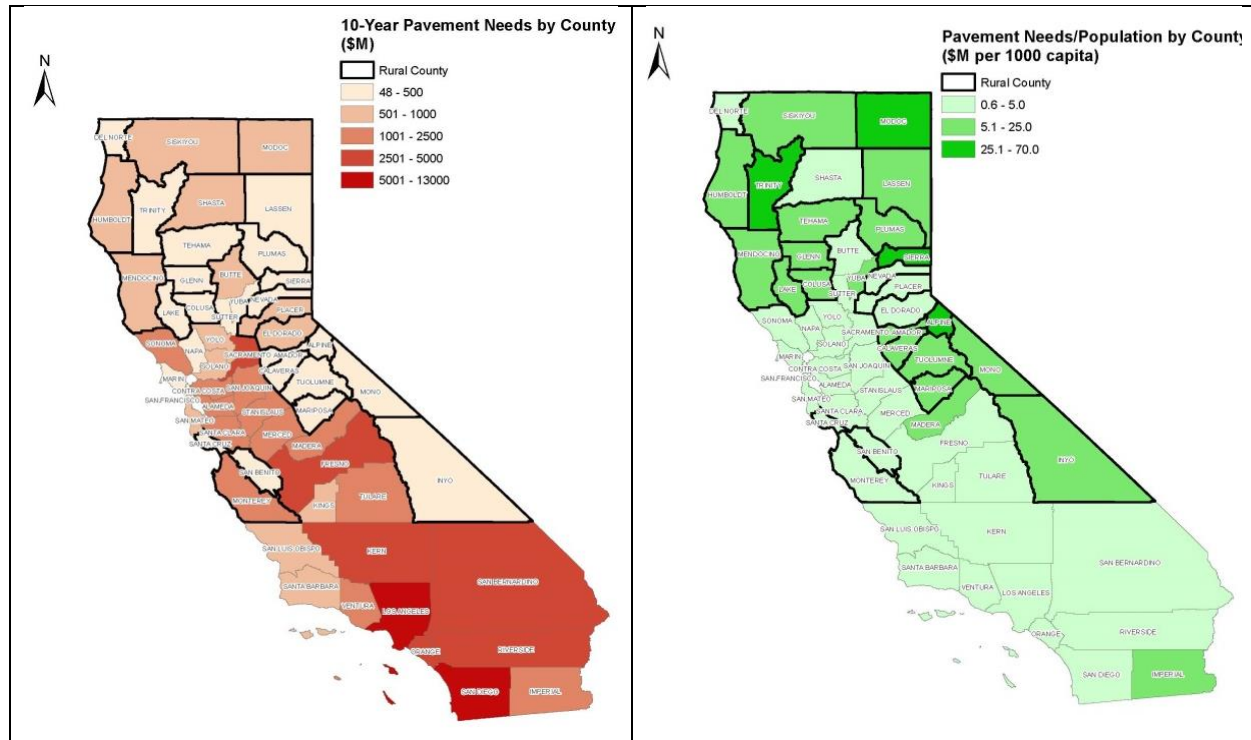 10-Year Pavement Needs by County
($M)
N
Rural County
48 - 500
501 - 1000
1001 - 2500
2501 - 5000
5001 - 13000
DEL NORTE
SISKIYOU
MODOC
HUMBOLDT
TRINITY
SHASTA
LASSEN
TEHAMA
PLUMAS
MENDOCINO
GLENN
BUTTE
SIERRA
LAKE
COLUSA
YUBA
NEVADA
SUTTER
PLACER
SONOMA
NAPA
YOLO
EL DORADO
SACRAMENTO
AMADOR
ALPINE
SOLANO
CALAVERAS
MARIN
CONTRA COSTA
SAN JOAQUIN
TUOLUMNE
MONO
SAN FRANCISCO
ALAMEDA
STANISLAUS
MARIPOSA
SAN MATEO
SANTA CLARA
MERCED
SANTA CRUZ
MADERA
FRESNO
SAN BENITO
INYO
MONTEREY
KINGS
TULARE
SAN LUIS OBISPO
KERN
SANTA BARBARA
SAN BERNARDINO
VENTURA
LOS ANGELES
ORANGE
RIVERSIDE
SAN DIEGO
IMPERIAL
Pavement Needs/Population by County
($M per 1000 capita)
N
Rural County
0.6 - 5.0
5.1 - 25.0
25.1 - 70.0
DEL NORTE
SISKIYOU
MODOC
HUMBOLDT
TRINITY
SHASTA
LASSEN
TEHAMA
PLUMAS
MENDOCINO
GLENN
BUTTE
SIERRA
LAKE
COLUSA
YUBA
NEVADA
SUTTER
PLACER
SONOMA
NAPA
YOLO
EL DORADO
SACRAMENTO
AMADOR
ALPINE
SOLANO
CALAVERAS
MARIN
CONTRA COSTA
SAN JOAQUIN
TUOLUMNE
MONO
SAN FRANCISCO
ALAMEDA
STANISLAUS
MARIPOSA
SAN MATEO
SANTA CLARA
MERCED
SANTA CRUZ
MADERA
FRESNO
SAN BENITO
INYO
MONTEREY
KINGS
TULARE
SAN LUIS OBISPO
KERN
SANTA BARBARA
SAN BERNARDINO
VENTURA
LOS ANGELES
ORANGE
RIVERSIDE
SAN DIEGO
IMPERIAL